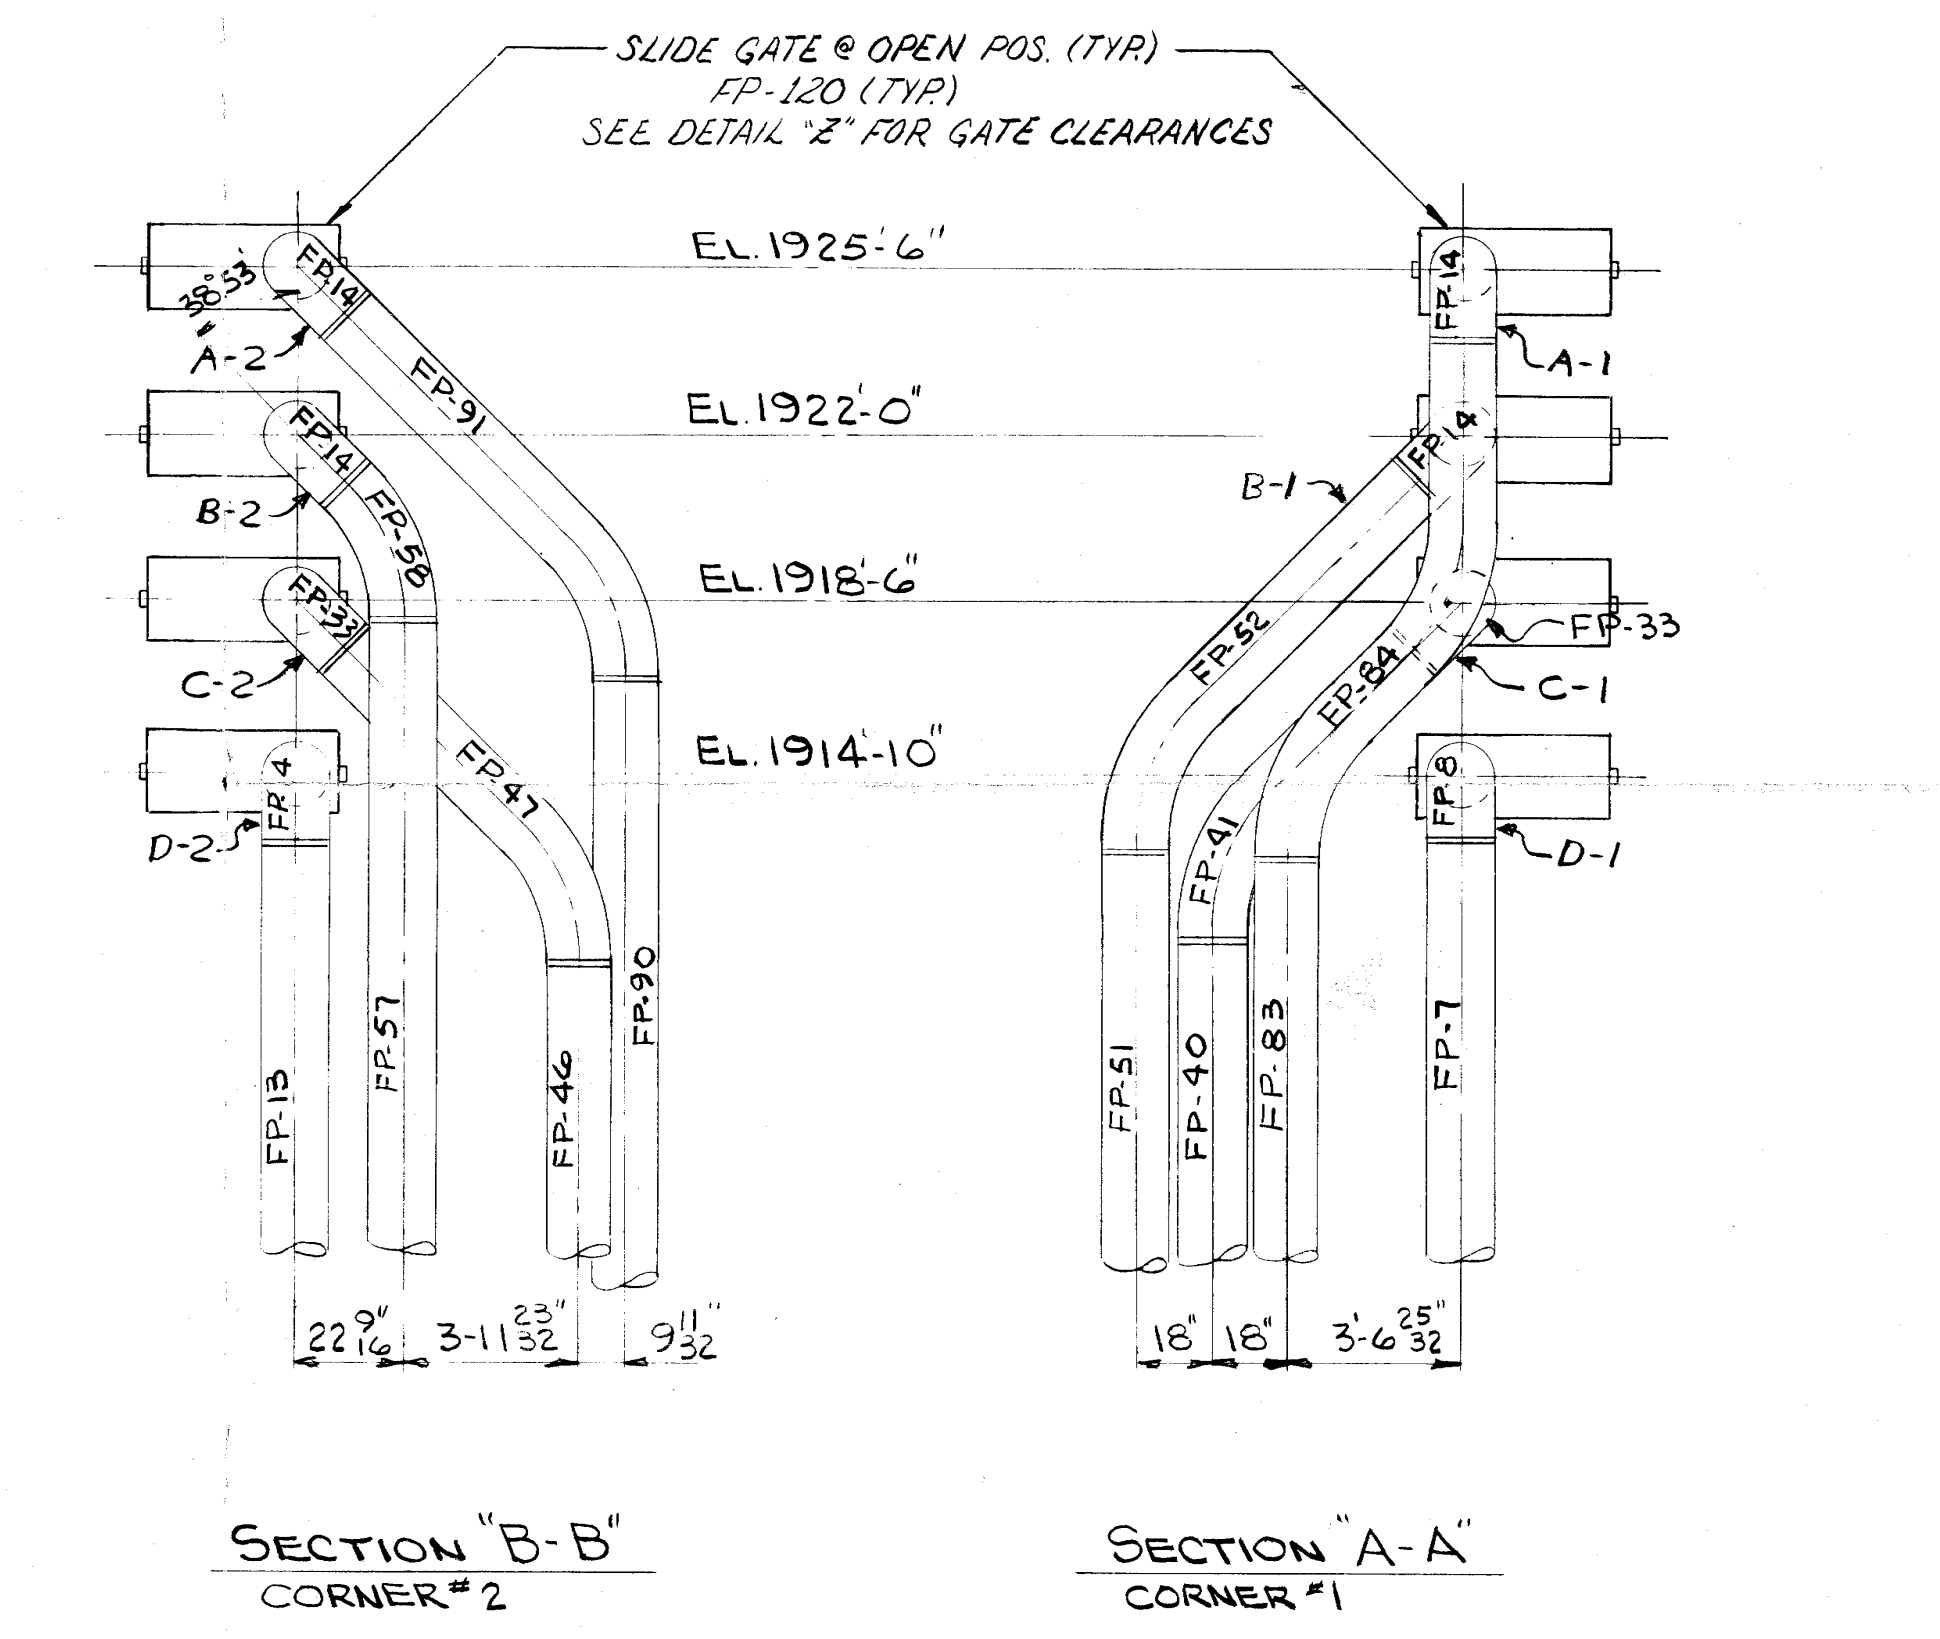 SLIDE GATE @ OPEN POS. (TYP.)
FP-120 (TYP.)
SEE DETAIL "Z" FOR GATE CLEARANCES
EL. 1925'-6"
FP-14
FP-14
38.53'
A-2
A-1
FP-91
EL. 1922'-0"
FP-14
FP-14
B-2
B-1
FP-58
EL. 1918'-6"
FP-33
FP-33
FP-52
C-2
C-1
FP-84
EL. 1914'-10"
FP-47
FP-4
FP-8
D-2
D-1
FP-41
FP-90
FP-57
FP-13
FP-46
FP-51
FP-40
FP-83
FP-7
22 9/16"
3-11 23/32"
9 11/32"
18"
18"
3'-6 25/32"
SECTION "B-B"
CORNER #2
SECTION "A-A"
CORNER #1